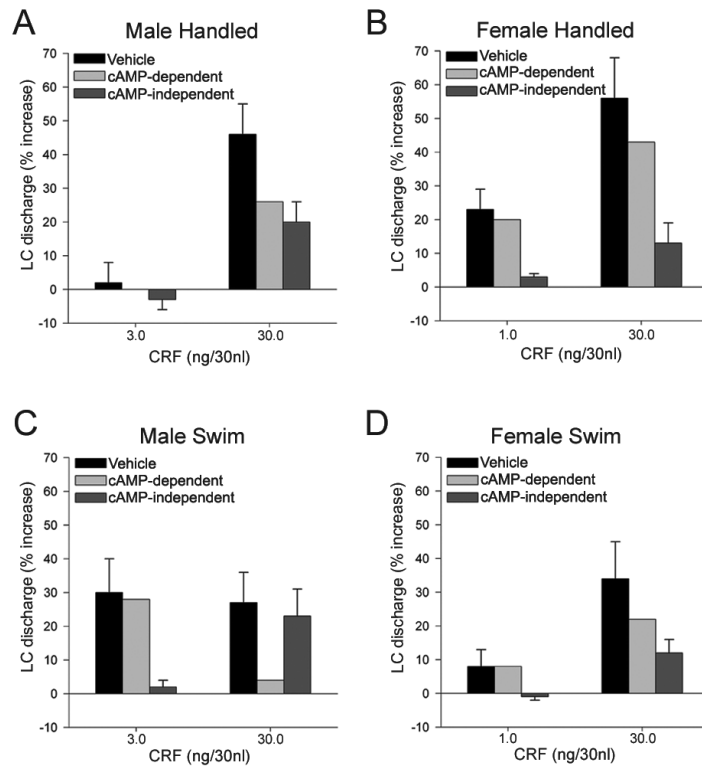 A
Male Handled
LC discharge (% increase)
70
60
50
40
30
20
10
0
-10
Vehicle
cAMP-dependent
cAMP-independent
3.0
30.0
CRF (ng/30nl)
B
Female Handled
LC discharge (% increase)
70
60
50
40
30
20
10
0
-10
Vehicle
cAMP-dependent
cAMP-independent
1.0
30.0
CRF (ng/30nl)
C
Male Swim
LC discharge (% increase)
70
60
50
40
30
20
10
0
-10
Vehicle
cAMP-dependent
cAMP-independent
3.0
30.0
CRF (ng/30nl)
D
Female Swim
LC discharge (% increase)
70
60
50
40
30
20
10
0
-10
Vehicle
cAMP-dependent
cAMP-independent
1.0
30.0
CRF (ng/30nl)